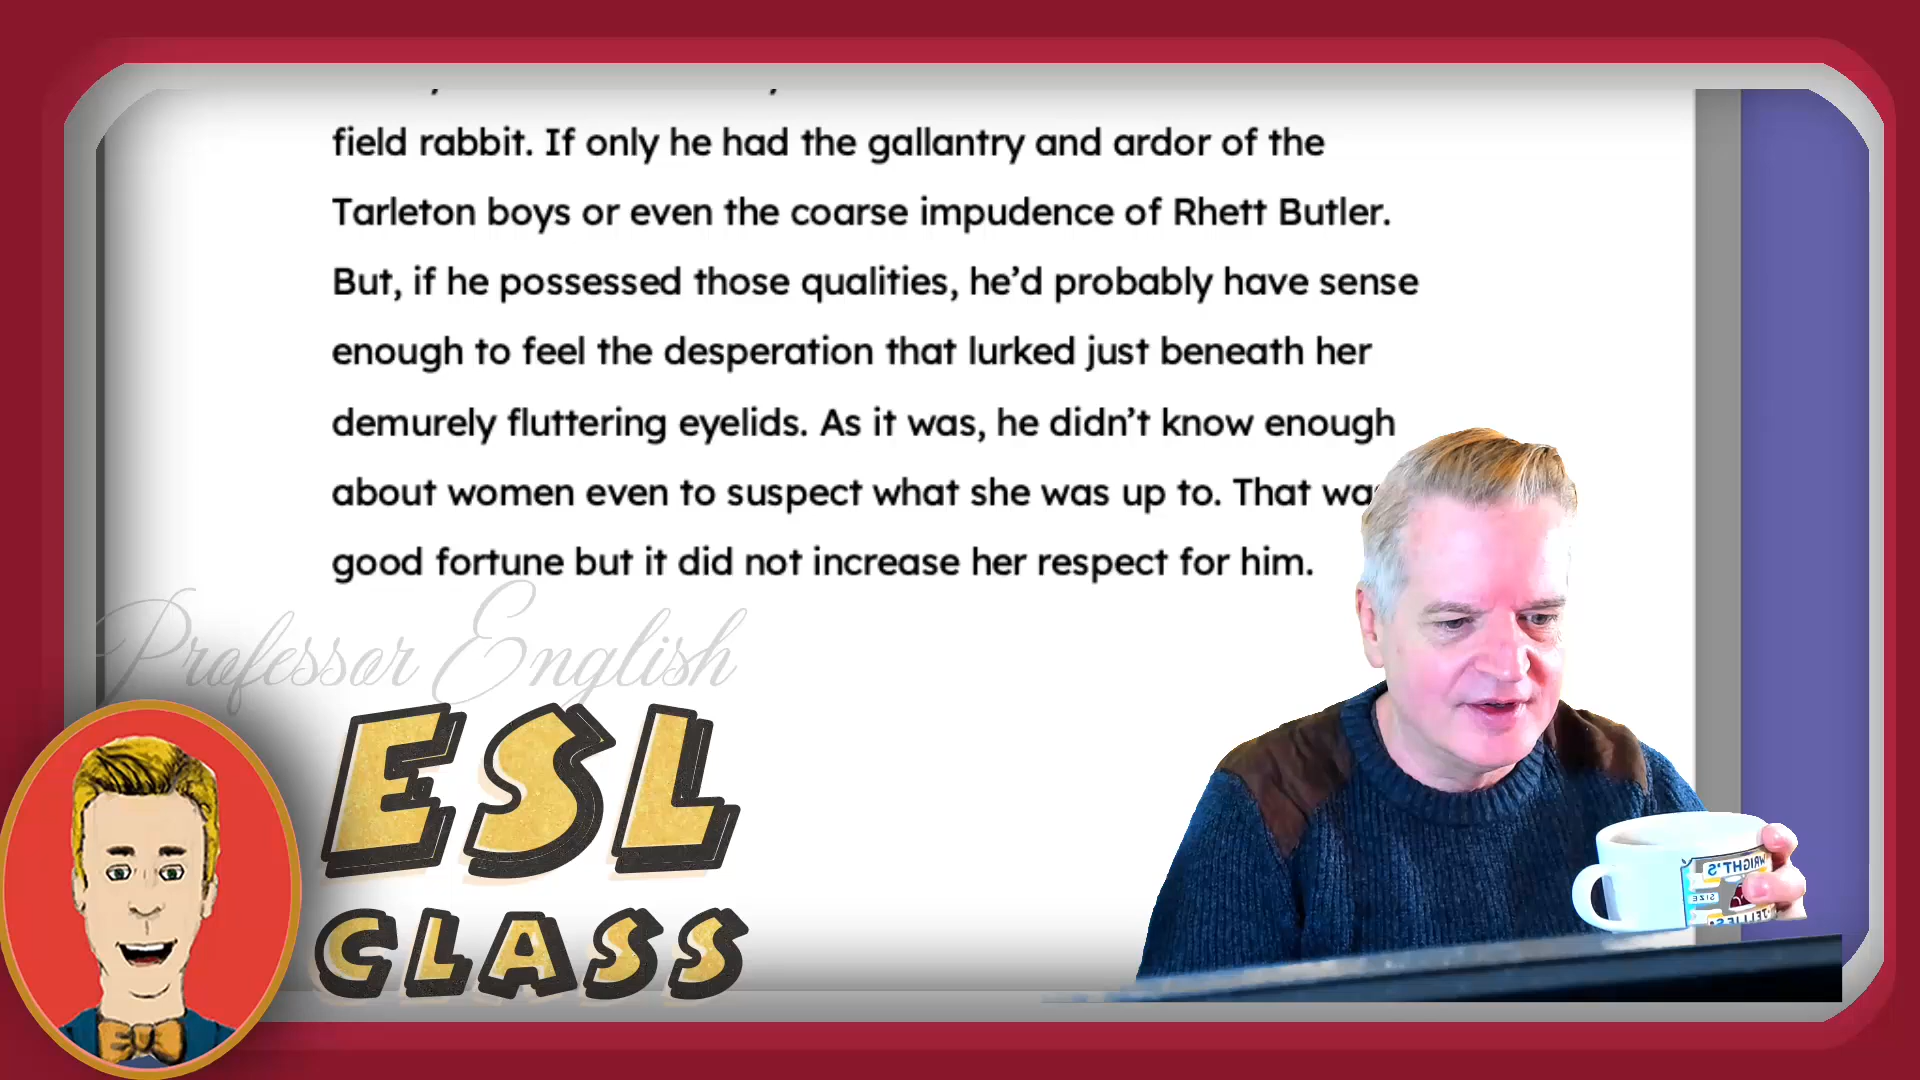 field rabbit. If only he had the gallantry and ardor of the
Tarleton boys or even the coarse impudence of Rhett Butler.
But, if he possessed those qualities, he’d probably have sense
enough to feel the desperation that lurked just beneath her
demurely fluttering eyelids. As it was, he didn’t know enough
about women even to suspect what she was up to. That was
good fortune but it did not increase her respect for him.
Professor English
ESL
CLASS
WRIGHT'S
SIZE
JELLIES